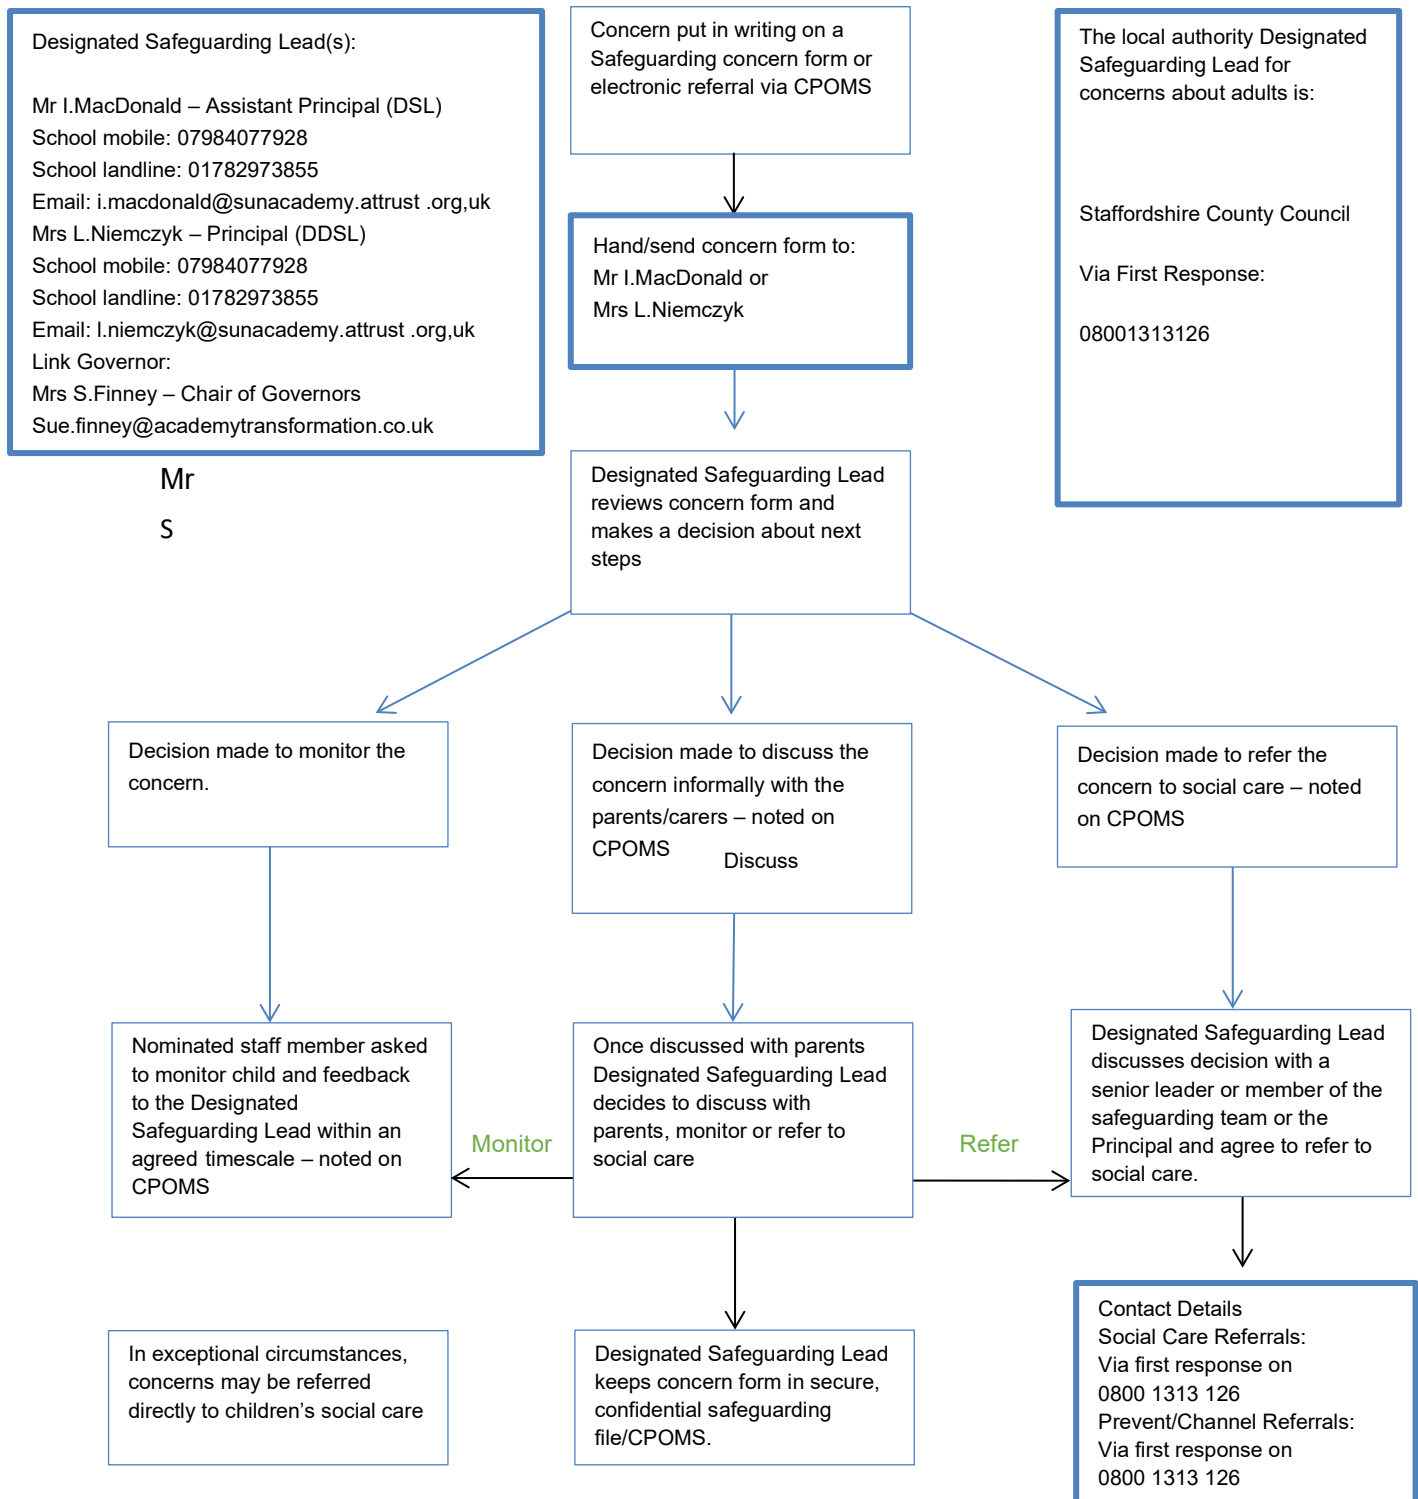 Designated Safeguarding Lead(s):
Mr I.MacDonald – Assistant Principal (DSL)
School mobile: 07984077928
School landline: 01782973855
Email: i.macdonald@sunacademy.attrust .org,uk
Mrs L.Niemczyk – Principal (DDSL)
School mobile: 07984077928
School landline: 01782973855
Email: l.niemczyk@sunacademy.attrust .org,uk
Link Governor:
Mrs S.Finney – Chair of Governors
Sue.finney@academytransformation.co.uk
Mr
S
Concern put in writing on a
Safeguarding concern form or
electronic referral via CPOMS
The local authority Designated
Safeguarding Lead for
concerns about adults is:
Staffordshire County Council
Via First Response:
08001313126
Hand/send concern form to:
Mr I.MacDonald or
Mrs L.Niemczyk
Designated Safeguarding Lead
reviews concern form and
makes a decision about next
steps
Decision made to monitor the
concern.
Decision made to discuss the
concern informally with the
parents/carers – noted on
CPOMS
Discuss
Decision made to refer the
concern to social care – noted
on CPOMS
Nominated staff member asked
to monitor child and feedback
to the Designated
Safeguarding Lead within an
agreed timescale – noted on
CPOMS
Monitor
Once discussed with parents
Designated Safeguarding Lead
decides to discuss with
parents, monitor or refer to
social care
Refer
Designated Safeguarding Lead
discusses decision with a
senior leader or member of the
safeguarding team or the
Principal and agree to refer to
social care.
In exceptional circumstances,
concerns may be referred
directly to children’s social care
Designated Safeguarding Lead
keeps concern form in secure,
confidential safeguarding
file/CPOMS.
Contact Details
Social Care Referrals:
Via first response on
0800 1313 126
Prevent/Channel Referrals:
Via first response on
0800 1313 126